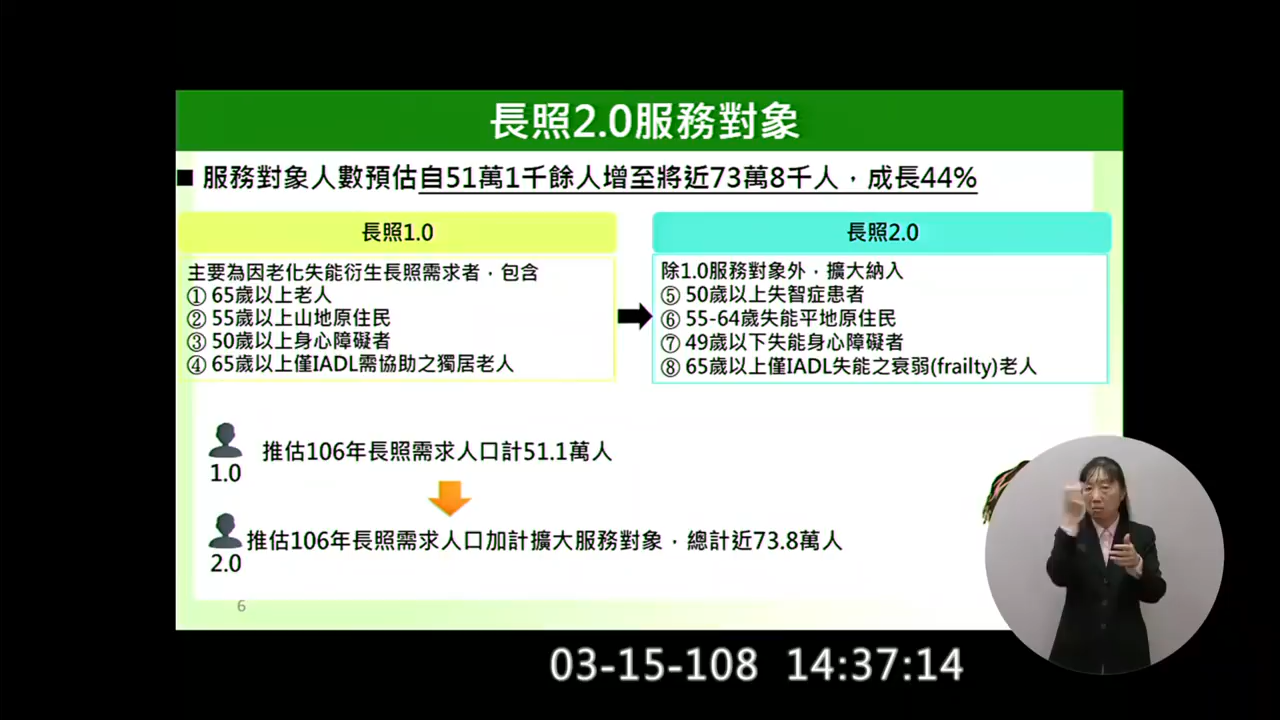 長照2.0服務對象
■ 服務對象人數預估自51萬1千餘人增至將近73萬8千人，成長44%
長照1.0
主要為因老化失能衍生長照需求者，包含
① 65歲以上老人
② 55歲以上山地原住民
③ 50歲以上身心障礙者
④ 65歲以上僅IADL需協助之獨居老人
長照2.0
除1.0服務對象外，擴大納入
⑤ 50歲以上失智症患者
⑥ 55-64歲失能平地原住民
⑦ 49歲以下失能身心障礙者
⑧ 65歲以上僅IADL失能之衰弱(frailty)老人
推估106年長照需求人口計51.1萬人
1.0
推估106年長照需求人口加計擴大服務對象，總計近73.8萬人
2.0
6
03-15-108 14:37:14